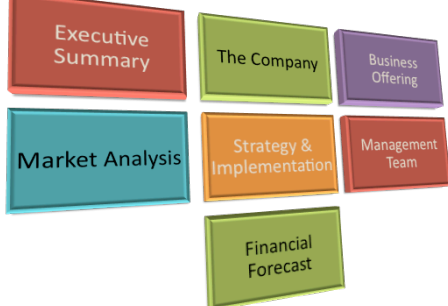 Executive
Summary
The Company
Business
Offering
Market Analysis
Strategy &
Implementation
Management
Team
Financial
Forecast